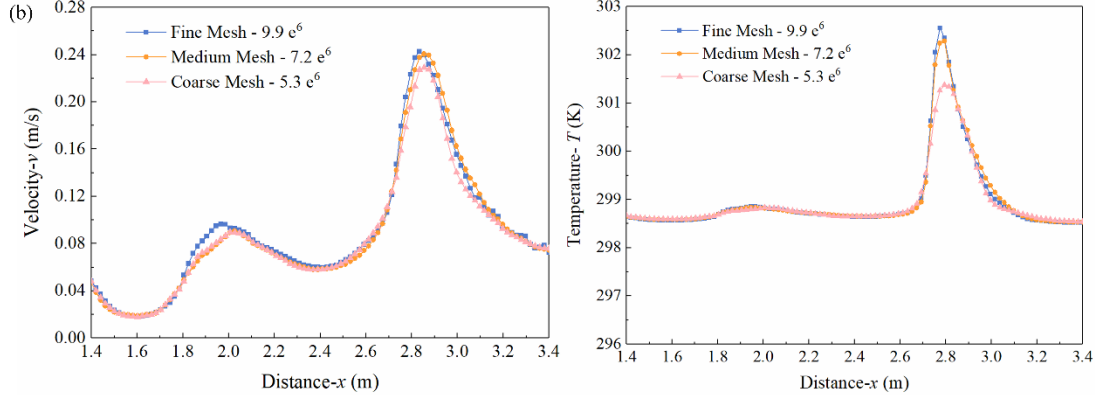 (b)
Fine Mesh - 9.9 e⁶
Medium Mesh - 7.2 e⁶
Coarse Mesh - 5.3 e⁶
Velocity-v (m/s)
0.28
0.24
0.20
0.16
0.12
0.08
0.04
0.00
1.4 1.6 1.8 2.0 2.2 2.4 2.6 2.8 3.0 3.2 3.4
Distance-x (m)
Fine Mesh - 9.9 e⁶
Medium Mesh - 7.2 e⁶
Coarse Mesh - 5.3 e⁶
Temperature- T (K)
303
302
301
300
299
298
297
296
1.4 1.6 1.8 2.0 2.2 2.4 2.6 2.8 3.0 3.2 3.4
Distance-x (m)